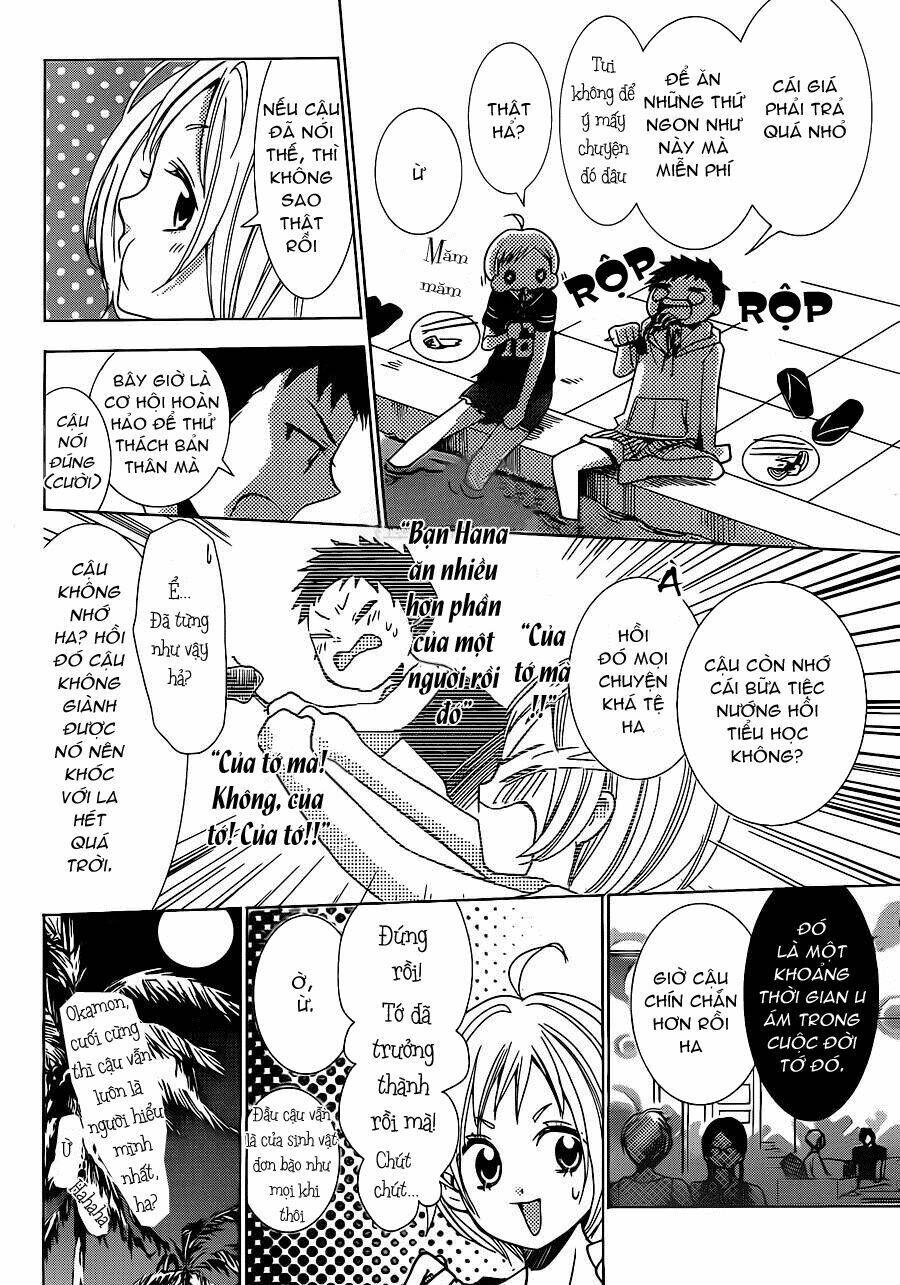 CÁI GIÁ
PHẢI TRẢ
QUÁ NHỎ
ĐỂ ĂN
NHỮNG THỨ
NGON NHƯ
NÀY MÀ
MIỄN PHÍ
Tui
không để
ý mấy
chuyện
đó đâu
THẬT
HẢ?
Ừ
Măm
măm
RỘP
RỘP
NẾU CẬU
ĐÃ NÓI
THẾ, THÌ
KHÔNG
SAO
THẬT
RỒI
BÂY GIỜ LÀ
CƠ HỘI HOÀN
HẢO ĐỂ THỬ
THÁCH BẢN
THÂN MÀ
CẬU
NÓI
ĐÚNG
(CƯỜI)
À
CẬU CÒN NHỚ
CÁI BỮA TIỆC
NƯỚNG HỒI
TIỂU HỌC
KHÔNG?
HỒI
ĐÓ MỌI
CHUYỆN
KHÁ TỆ
HA
“Của
tớ mà
!!”
“Bạn Hana
ăn nhiều
hơn phần
của một
người rồi
đó”
“Của tớ mà!
Không, của
tớ! Của tớ!!”
Ể...
Đã từng
như vậy
hả?
CẬU
KHÔNG
NHỚ
HA? HỒI
ĐÓ CẬU
KHÔNG
GIÀNH
ĐƯỢC
NÓ NÊN
KHÓC
VỚI LA
HÉT
QUÁ
TRỜI.
ĐÓ
LÀ MỘT
KHOẢNG
THỜI GIAN U
ÁM TRONG
CUỘC ĐỜI
TỚ ĐÓ.
GIỜ CẬU
CHÍN CHẮN
HƠN RỒI
HA
Đứng
rồi!
Tớ đã
trưởng
thành
rồi mà!
Chút
chút...
Ờ,
Ừ.
Đầu cậu vẫn
là của sinh vật
đơn bào như
mọi khi
thôi
Okamon,
cuối cùng
thì cậu vẫn
luôn là
người hiểu
mình
nhất,
ha?
Ừ
Hahaha